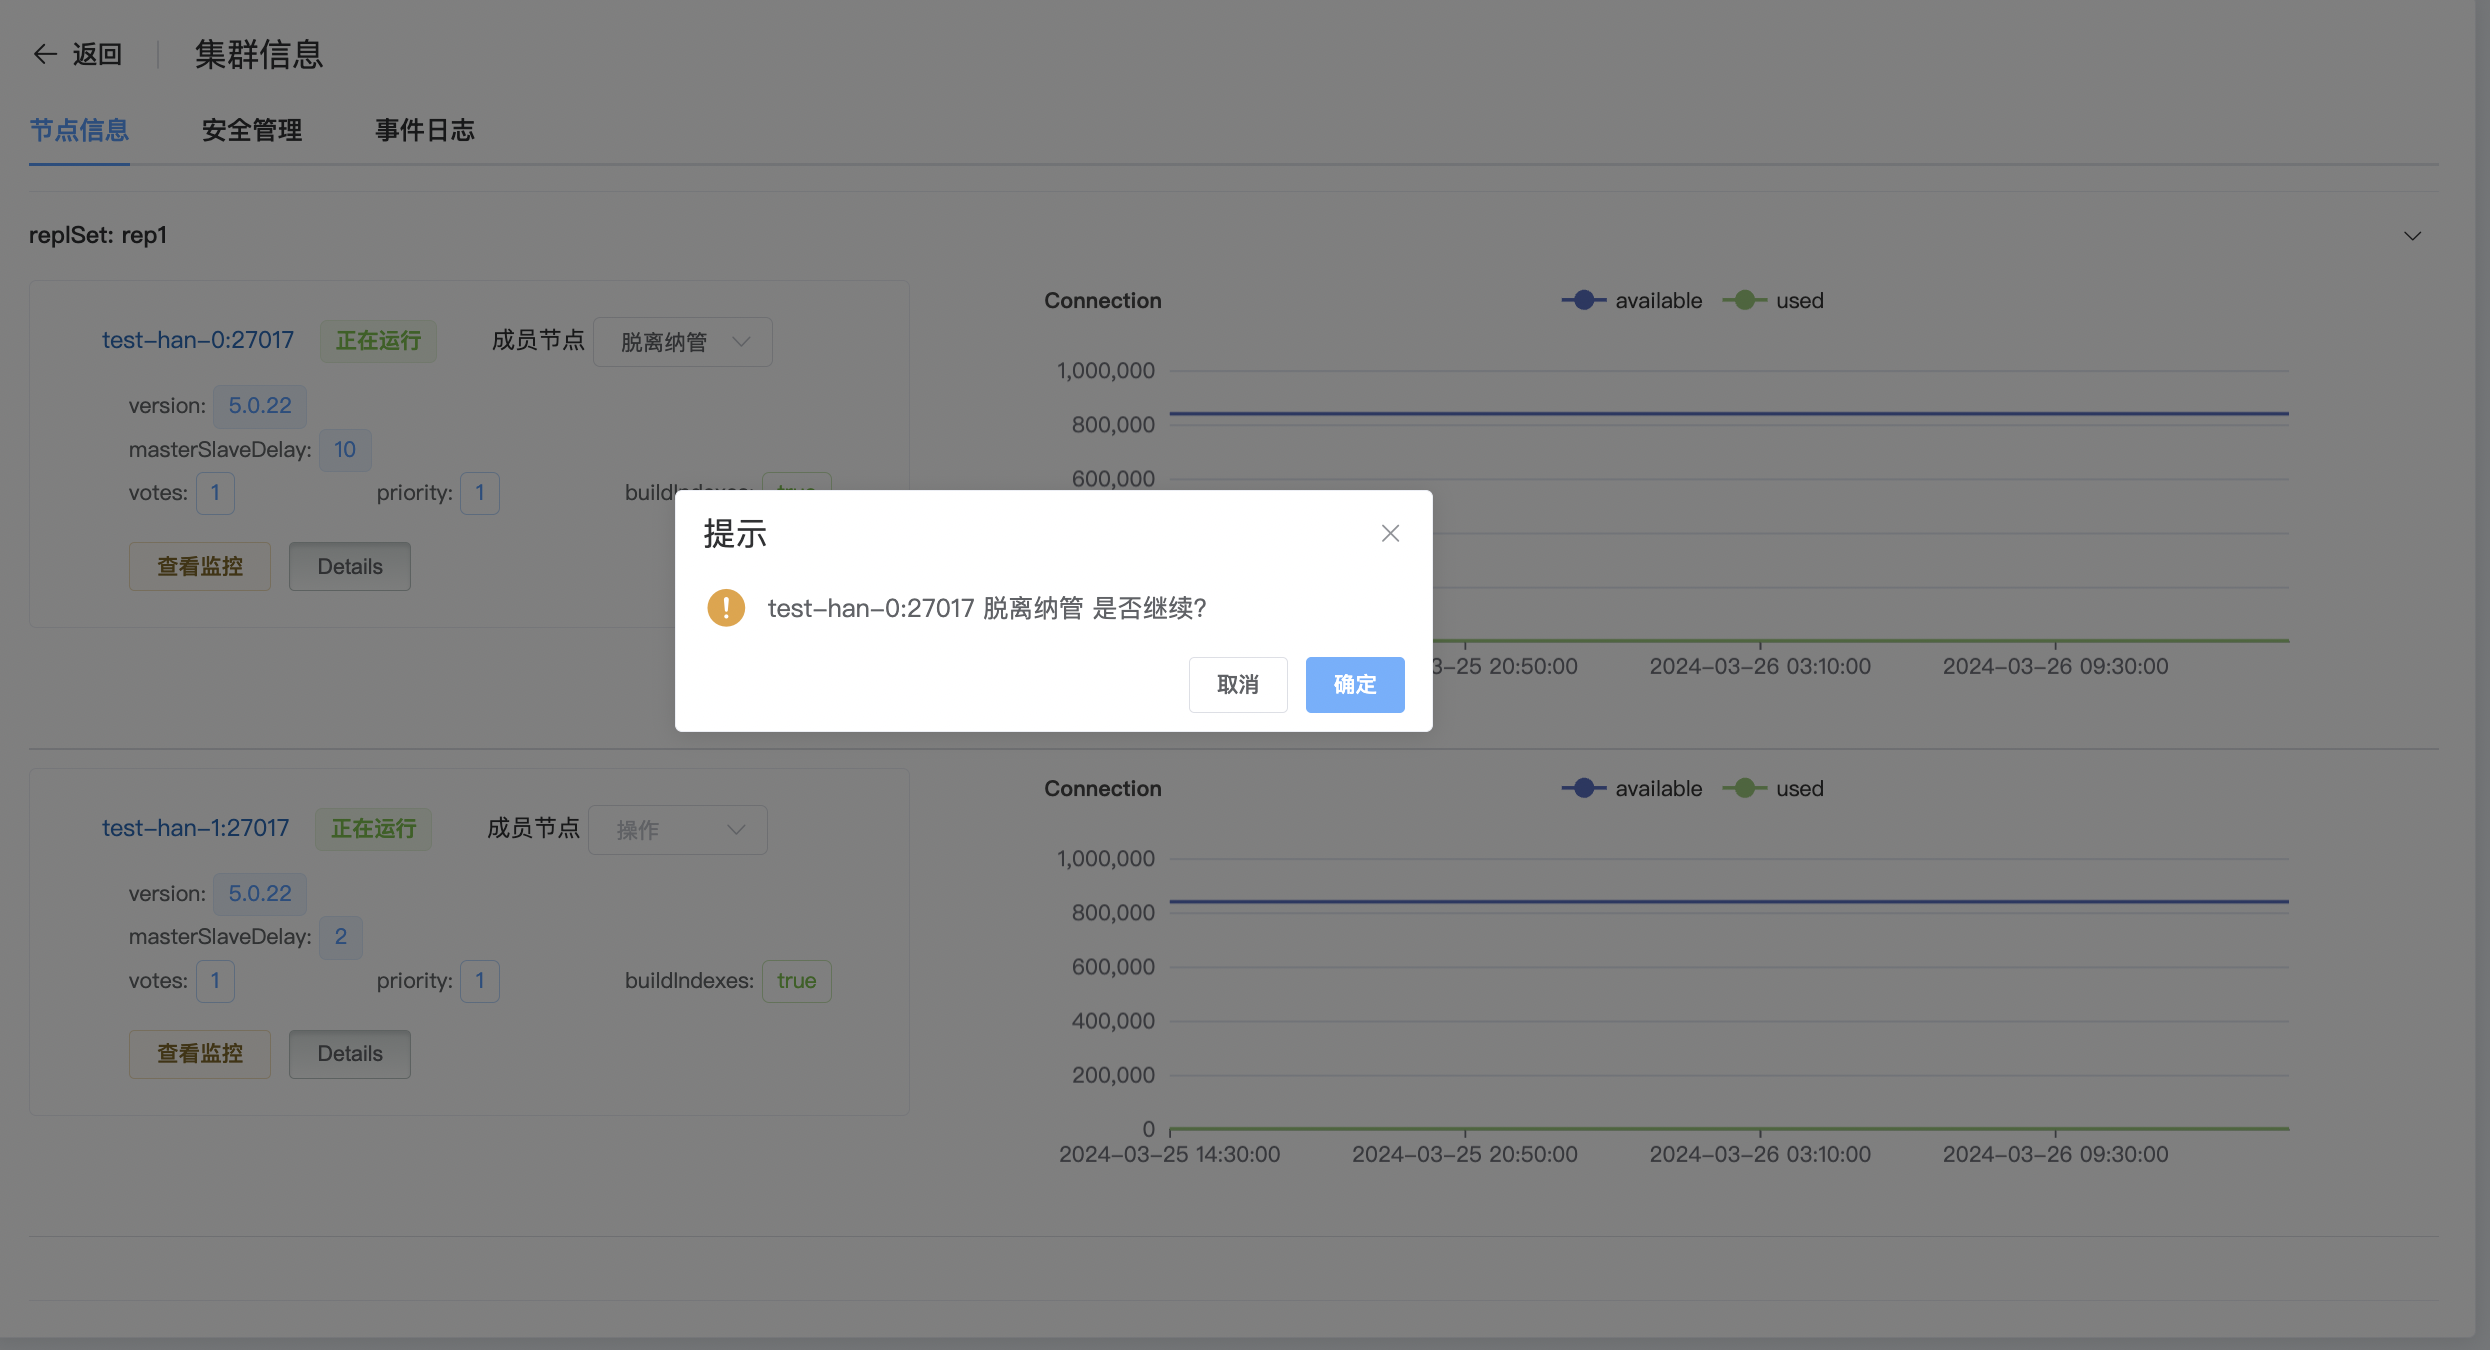 返回 集群信息
节点信息 安全管理 事件日志
replSet: rep1
test-han-0:27017 正在运行 成员节点 脱离纳管
version: 5.0.22
masterSlaveDelay: 10
votes: 1 priority: 1 buildIndexes: true
查看监控 Details
Connection available used
1,000,000
800,000
600,000
3-25 20:50:00 2024-03-26 03:10:00 2024-03-26 09:30:00
提示
test-han-0:27017 脱离纳管 是否继续?
取消 确定
test-han-1:27017 正在运行 成员节点 操作
version: 5.0.22
masterSlaveDelay: 2
votes: 1 priority: 1 buildIndexes: true
查看监控 Details
Connection available used
1,000,000
800,000
600,000
400,000
200,000
0
2024-03-25 14:30:00 2024-03-25 20:50:00 2024-03-26 03:10:00 2024-03-26 09:30:00